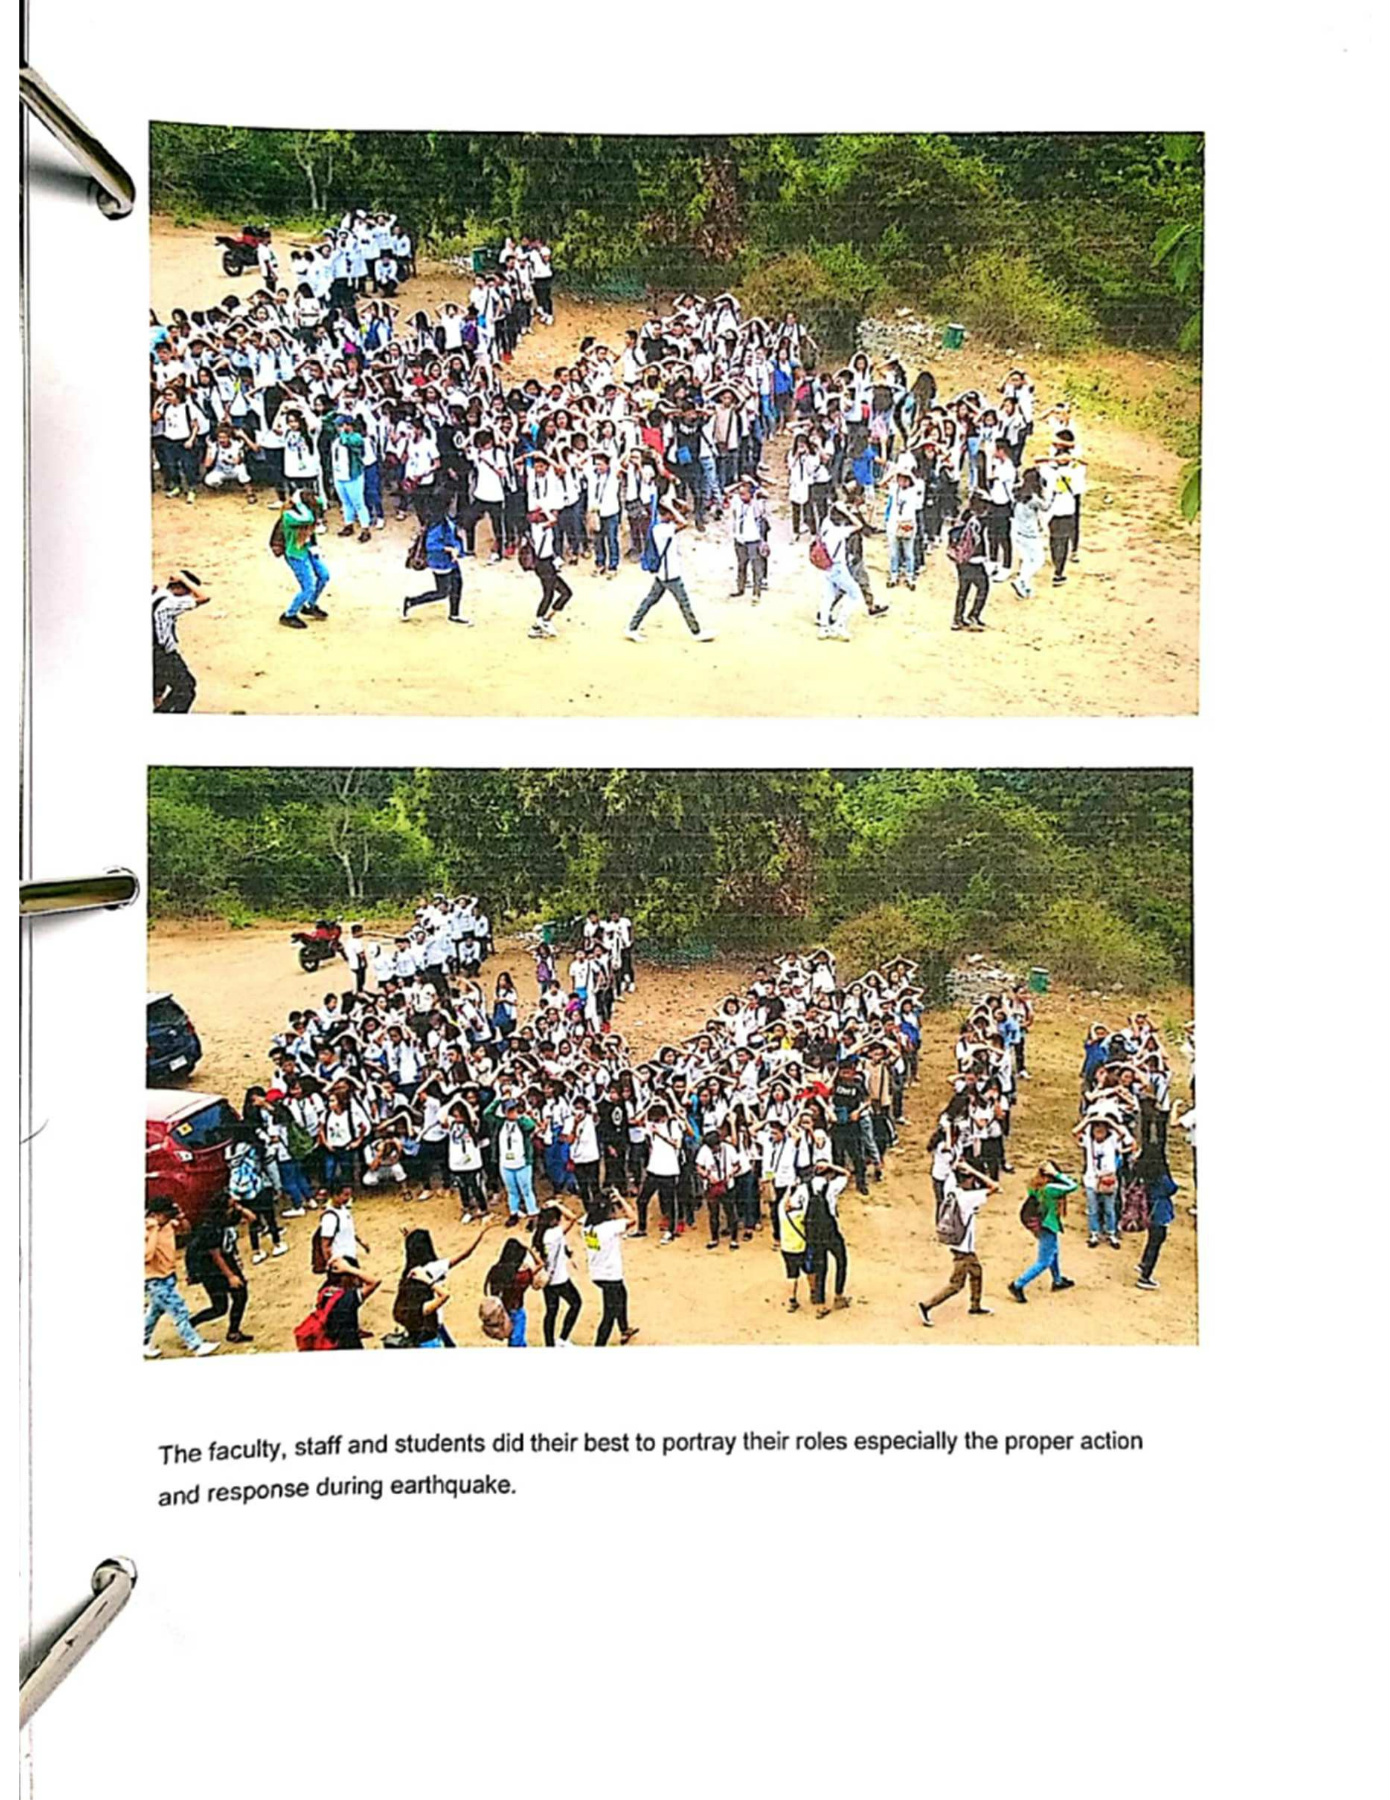 The faculty, staff and students did their best to portray their roles especially the proper action
and response during earthquake.